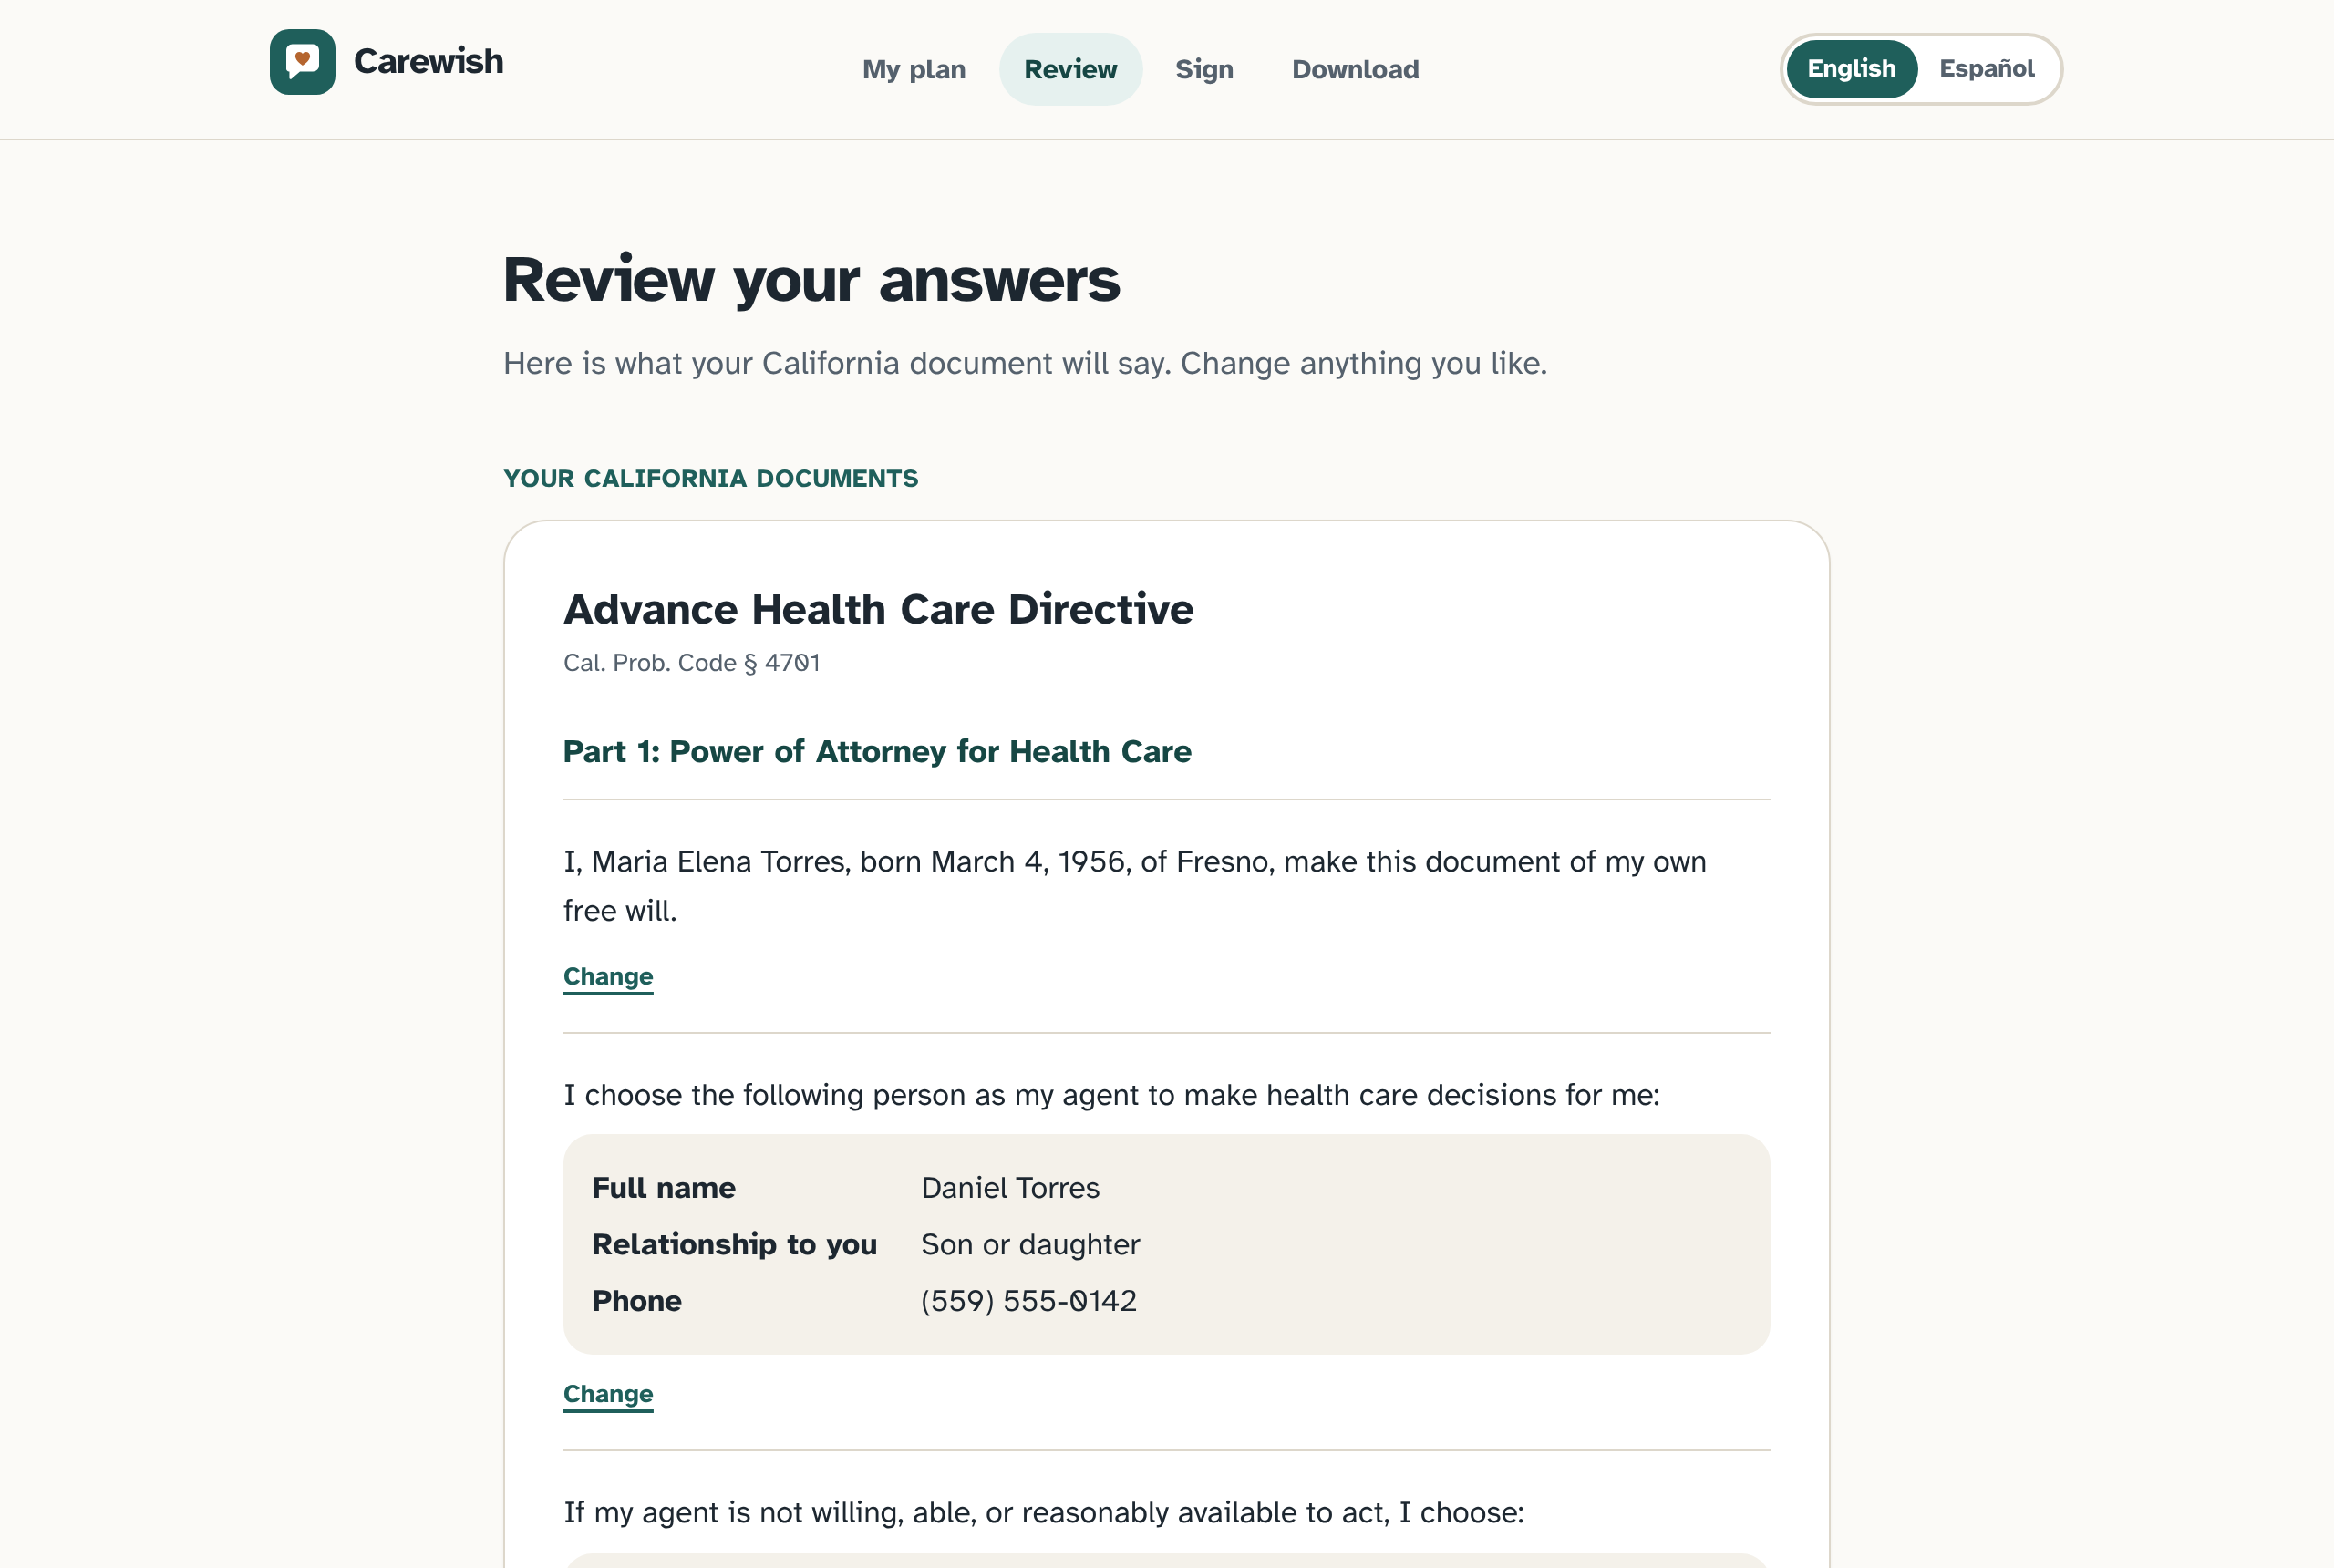 Carewish
My plan
Review
Sign
Download
English
Español
Review your answers
Here is what your California document will say. Change anything you like.
YOUR CALIFORNIA DOCUMENTS
Advance Health Care Directive
Cal. Prob. Code § 4701
Part 1: Power of Attorney for Health Care
I, Maria Elena Torres, born March 4, 1956, of Fresno, make this document of my own
free will.
Change
I choose the following person as my agent to make health care decisions for me:
Full name Daniel Torres
Relationship to you Son or daughter
Phone (559) 555-0142
Change
If my agent is not willing, able, or reasonably available to act, I choose: